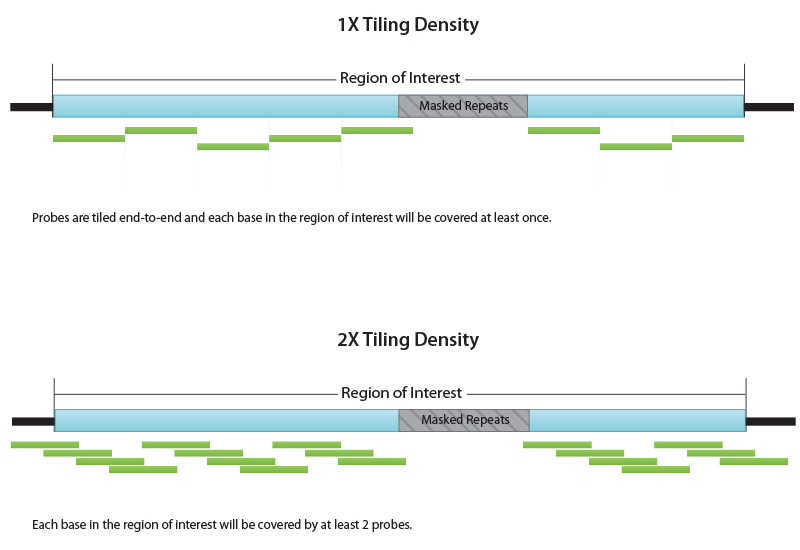 1X Tiling Density
Region of Interest
Masked Repeats
Probes are tiled end-to-end and each base in the region of interest will be covered at least once.
2X Tiling Density
Region of Interest
Masked Repeats
Each base in the region of interest will be covered by at least 2 probes.